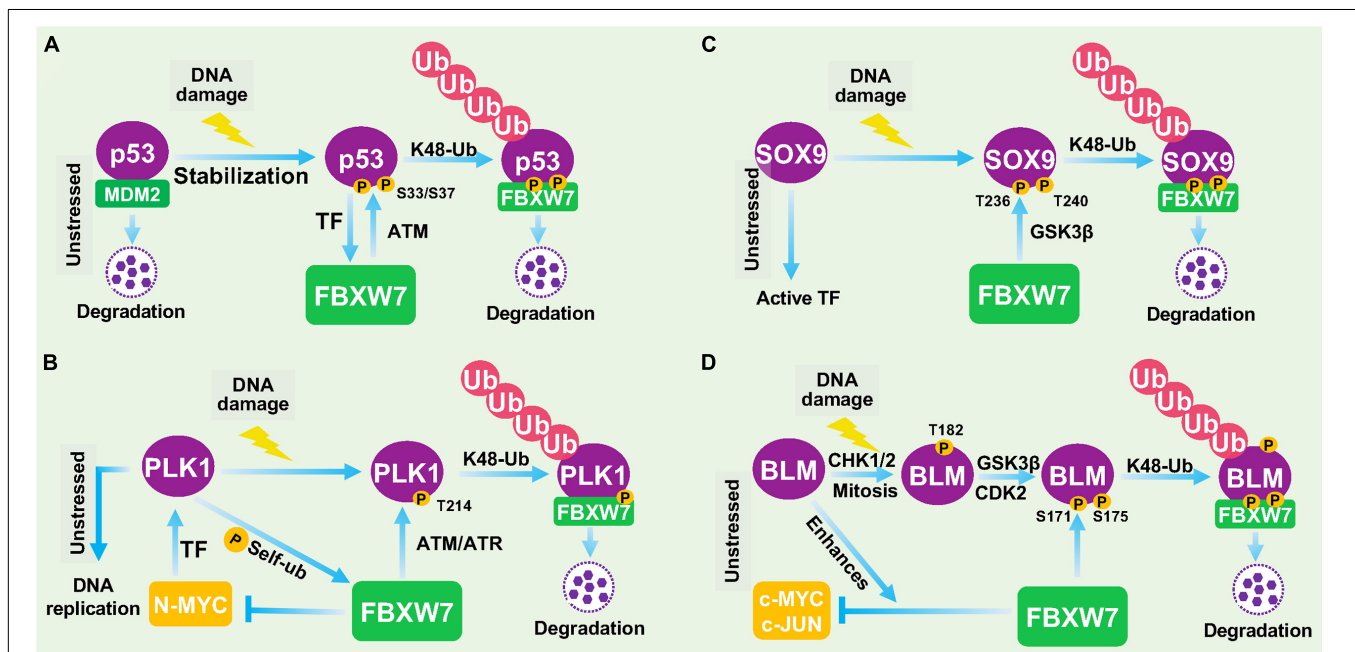 A
DNA
damage
Ub
Ub
Ub
Ub
p53
MDM2
Unstressed
Stabilization
p53
P P
S33/S37
K48-Ub
p53
P P
FBXW7
TF
ATM
FBXW7
Degradation
Degradation
C
DNA
damage
Ub
Ub
Ub
Ub
SOX9
SOX9
P P
T236
T240
K48-Ub
SOX9
P P
FBXW7
Unstressed
GSK3β
Active TF
FBXW7
Degradation
B
DNA
damage
Ub
Ub
Ub
Ub
PLK1
PLK1
P
T214
K48-Ub
PLK1
P
FBXW7
Unstressed
TF
P Self-ub
ATM/ATR
DNA
replication
N-MYC
FBXW7
Degradation
D
DNA
damage
Ub
Ub
Ub
Ub
BLM
CHK1/2
Mitosis
T182
P
BLM
GSK3β
CDK2
BLM
P P
S171
S175
K48-Ub
P
BLM
P P
FBXW7
Unstressed
Enhances
c-MYC
c-JUN
FBXW7
Degradation